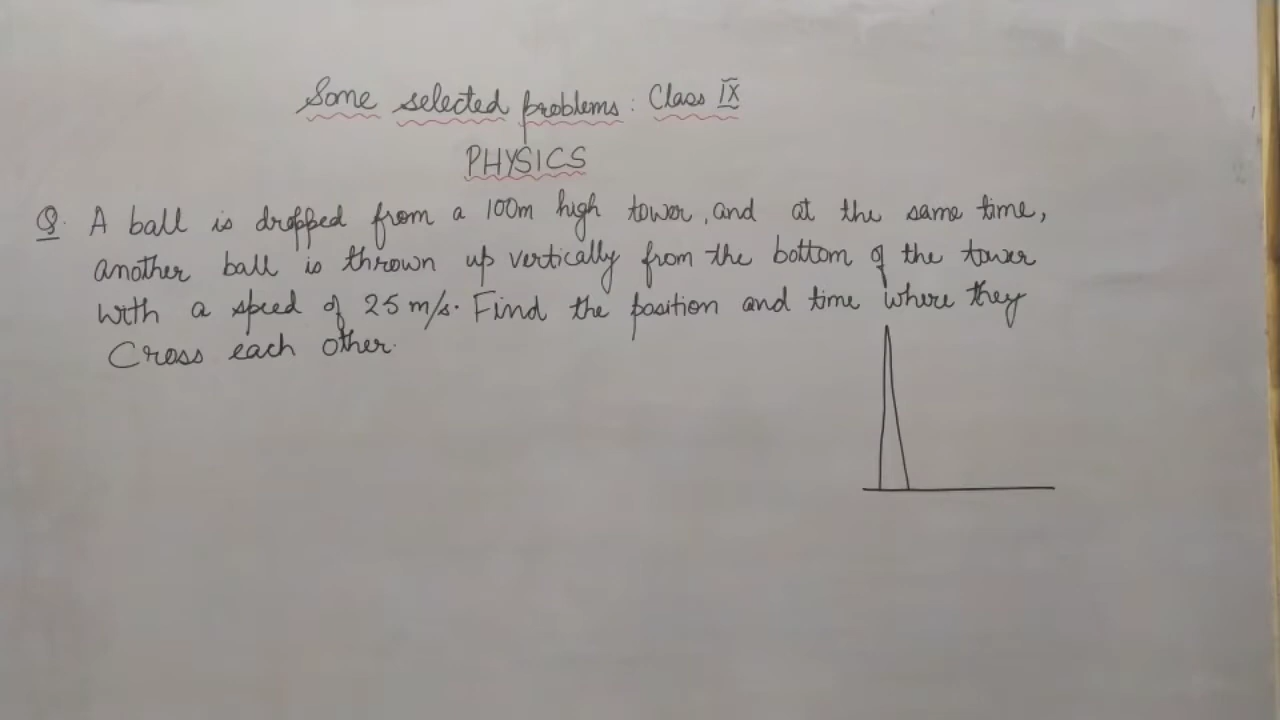 Some selected problems: Class IX
PHYSICS
Q. A ball is dropped from a 100m high tower, and at the same time,
another ball is thrown up vertically from the bottom of the tower
with a speed of 25 m/s. Find the position and time where they
Cross each other.